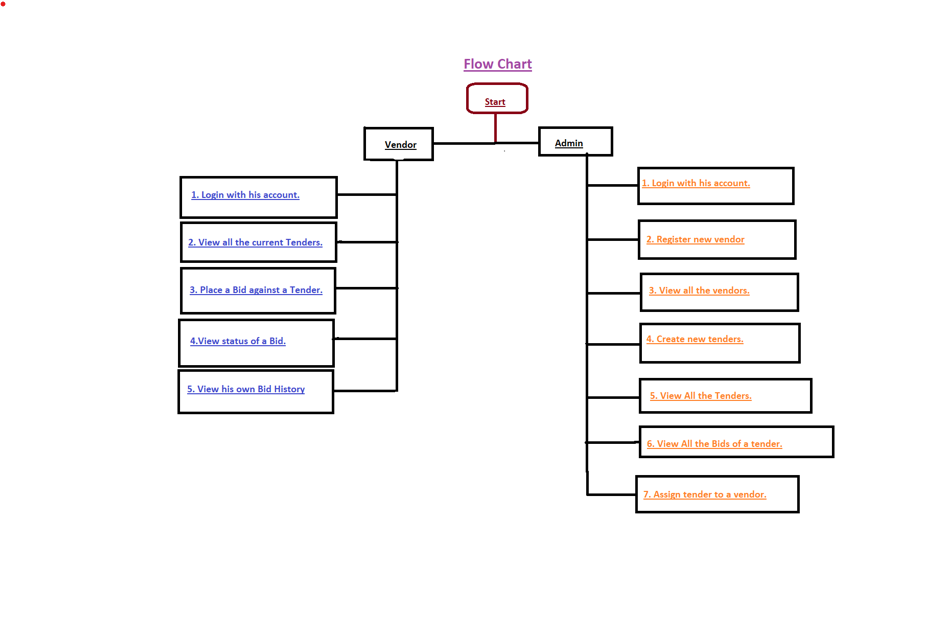 Flow Chart
Start
Vendor
Admin
1. Login with his account.
2. View all the current Tenders.
3. Place a Bid against a Tender.
4.View status of a Bid.
5. View his own Bid History
1. Login with his account.
2. Register new vendor
3. View all the vendors.
4. Create new tenders.
5. View All the Tenders.
6. View All the Bids of a tender.
7. Assign tender to a vendor.